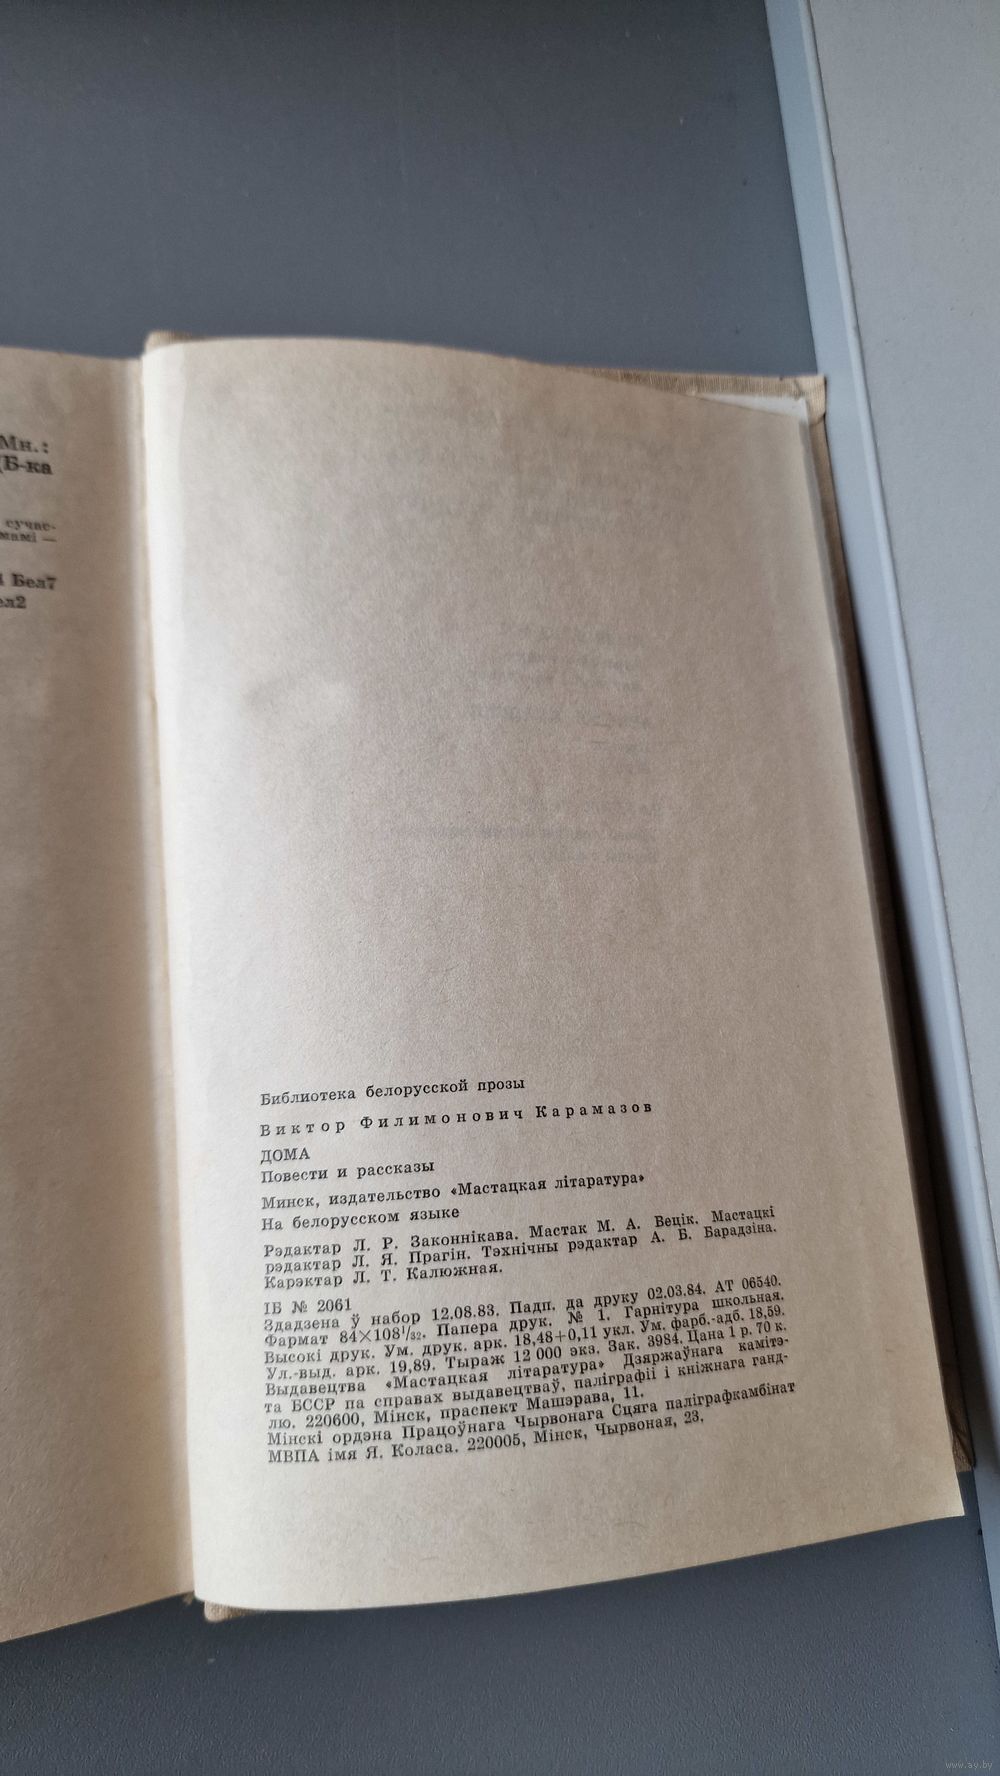 Мн.:
(Б-ка
сучас-
мамі —
Бел7
ел2
Библиотека белорусской прозы
Виктор Филимонович Карамазов
ДОМА
Повести и рассказы
Минск, издательство «Мастацкая літаратура»
На белорусском языке
Рэдактар Л. Р. Законнікава. Мастак М. А. Вецік. Мастацкі
рэдактар Л. Я. Прагін. Тэхнічны рэдактар А. Б. Барадзіна.
Карэктар Л. Т. Калюжная.
ІБ № 2061
Здадзена ў набор 12.08.83. Падп. да друку 02.03.84. АТ 06540.
Фармат 84×108¹/₃₂. Папера друк. № 1. Гарнітура школьная.
Высокі друк. Ум. друк. арк. 18,48+0,11 укл. Ум. фарб.-адб. 18,59.
Ул.-выд. арк. 19,89. Тыраж 12 000 экз. Зак. 3984. Цана 1 р. 70 к.
Выдавецтва «Мастацкая літаратура» Дзяржаўнага камітэ-
та БССР па справах выдавецтваў, паліграфіі і кніжнага ганд-
лю. 220600, Мінск, праспект Машэрава, 11.
Мінскі ордэна Працоўнага Чырвонага Сцяга паліграфкамбінат
МВПА імя Я. Коласа. 220005, Мінск, Чырвоная, 23.
www.ay.by